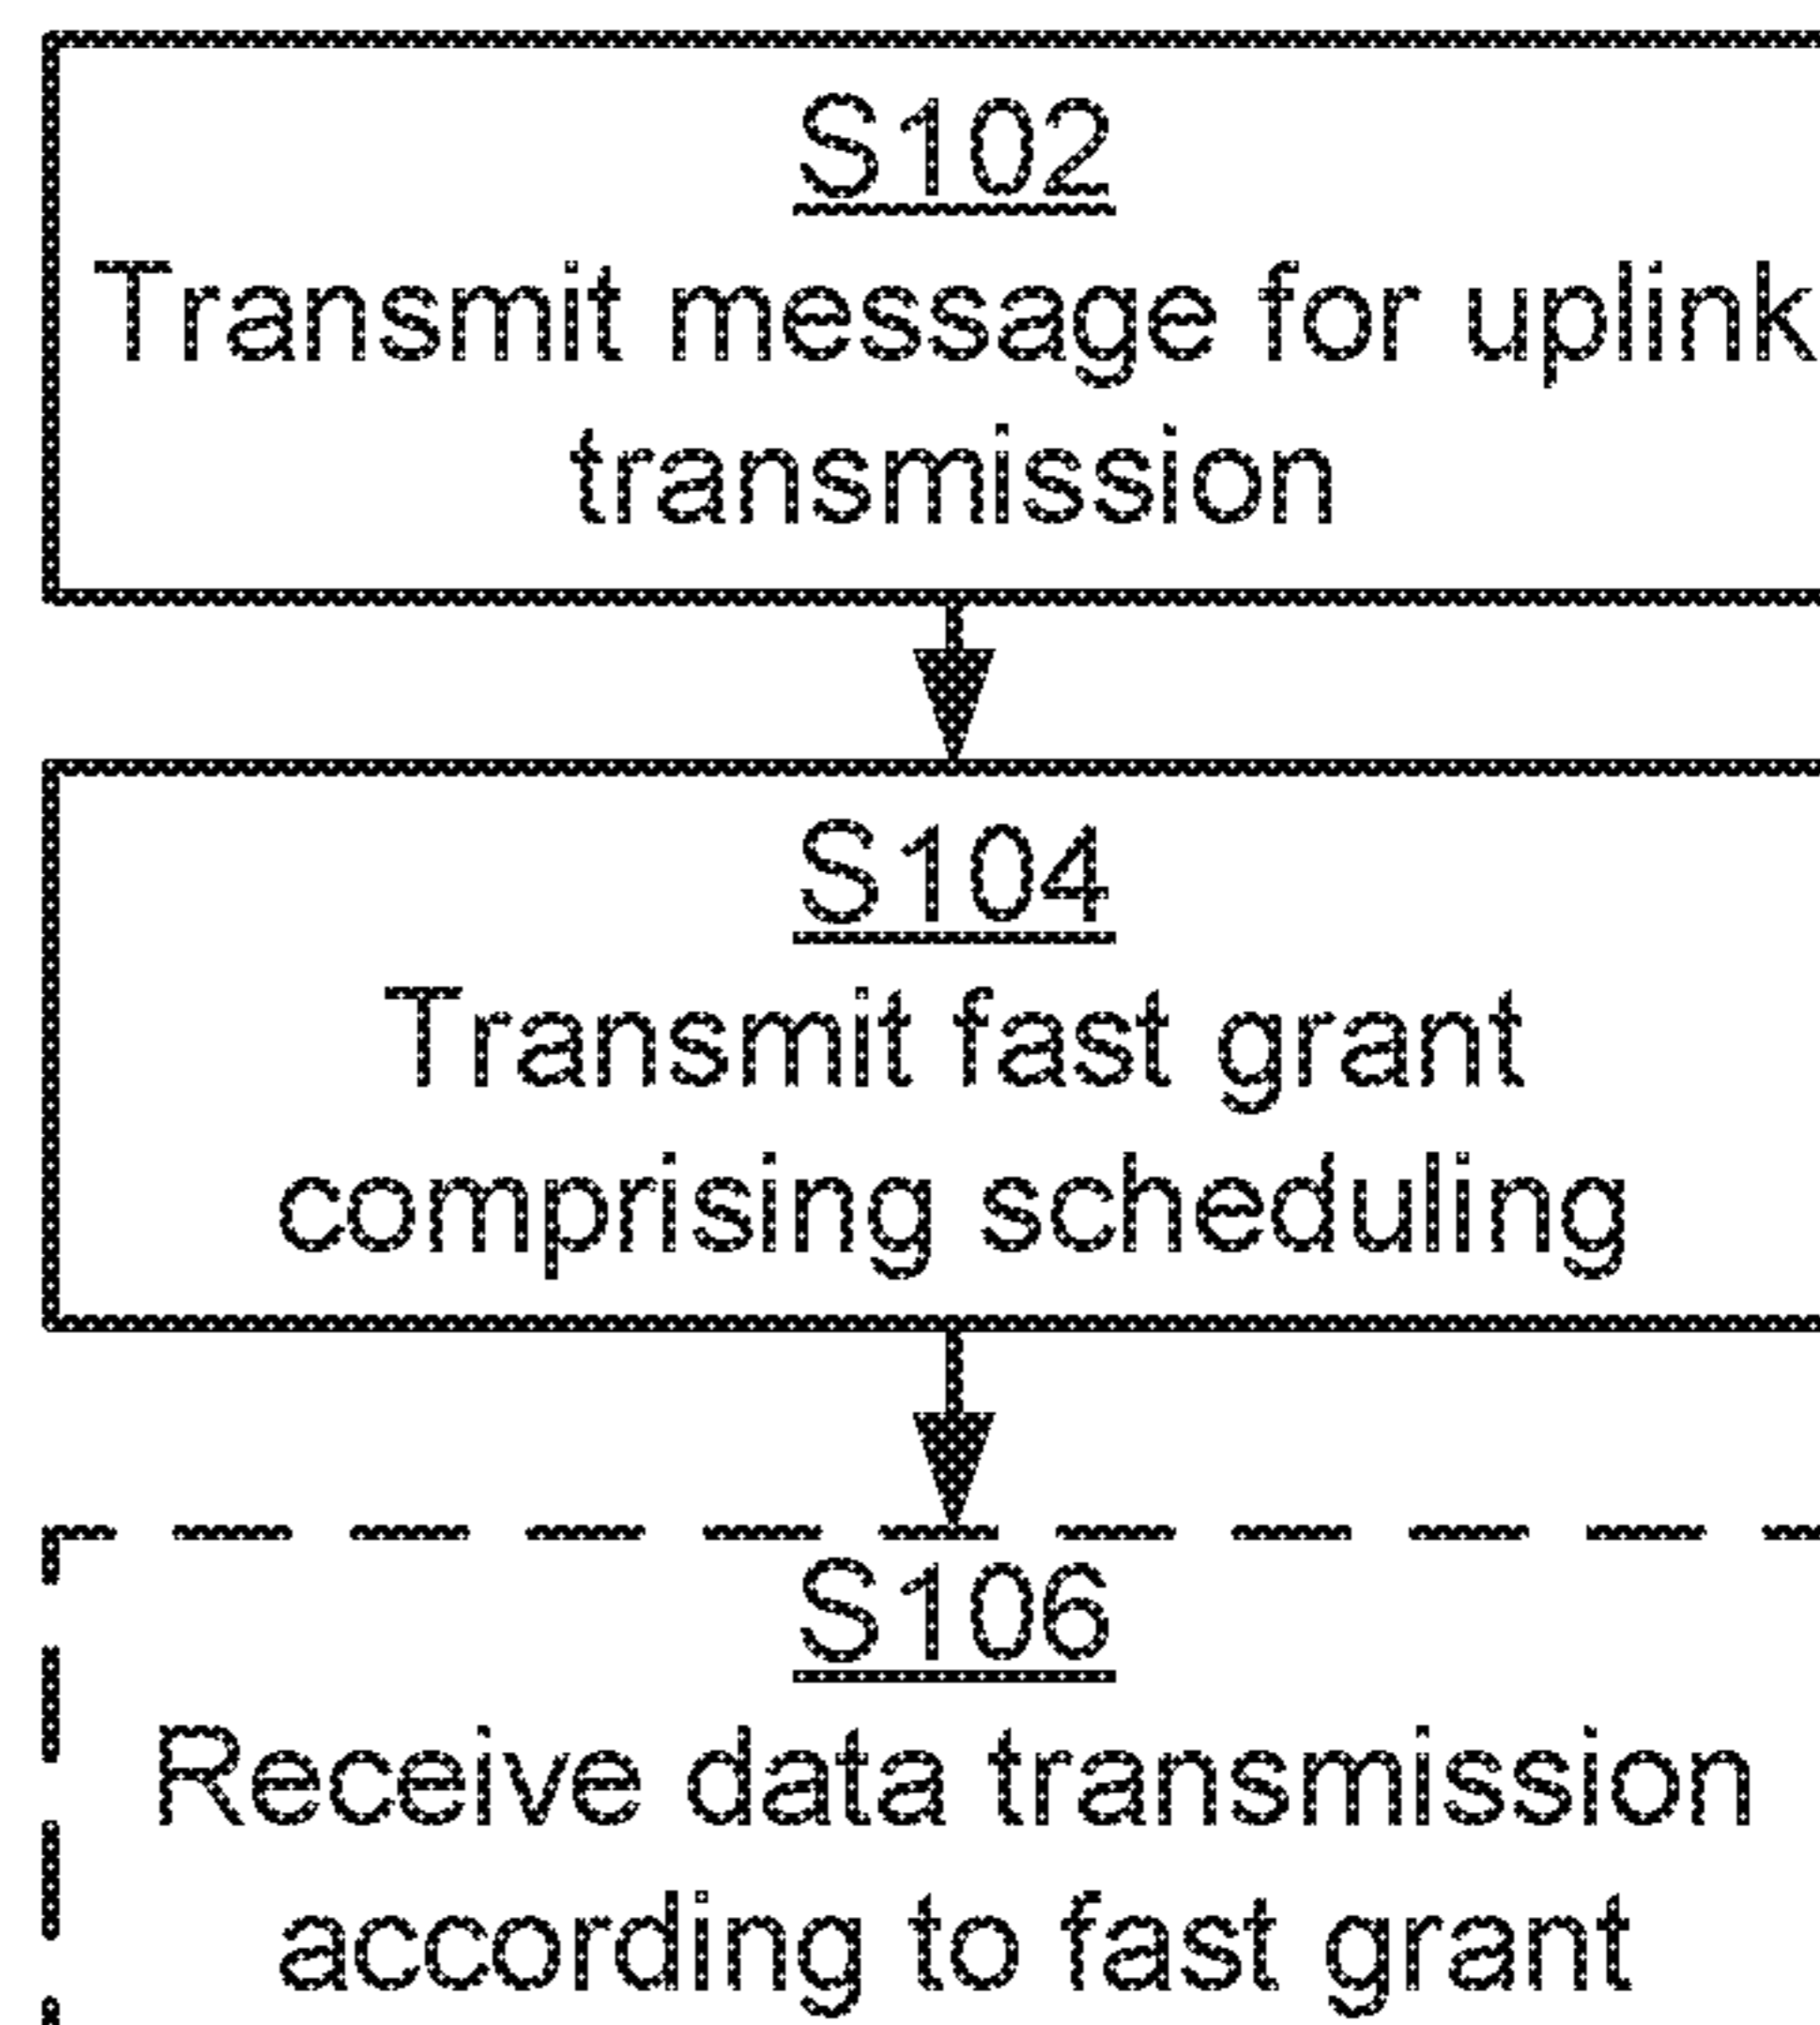 S102
Transmit message for uplink
transmission
S104
Transmit fast grant
comprising scheduling
S106
Receive data transmission
according to fast grant